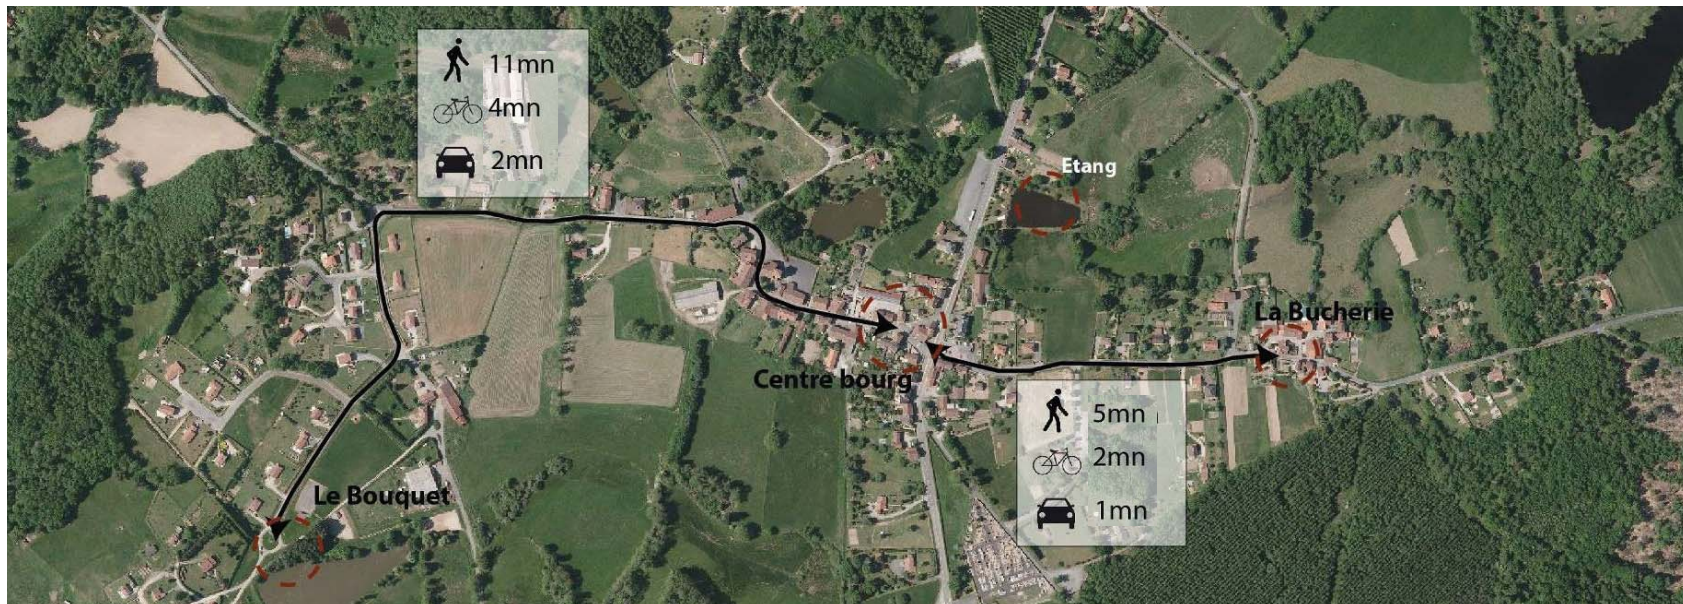 11mn
4mn
2mn
Etang
La Bucherie
Centre bourg
5mn
2mn
1mn
Le Bouquet